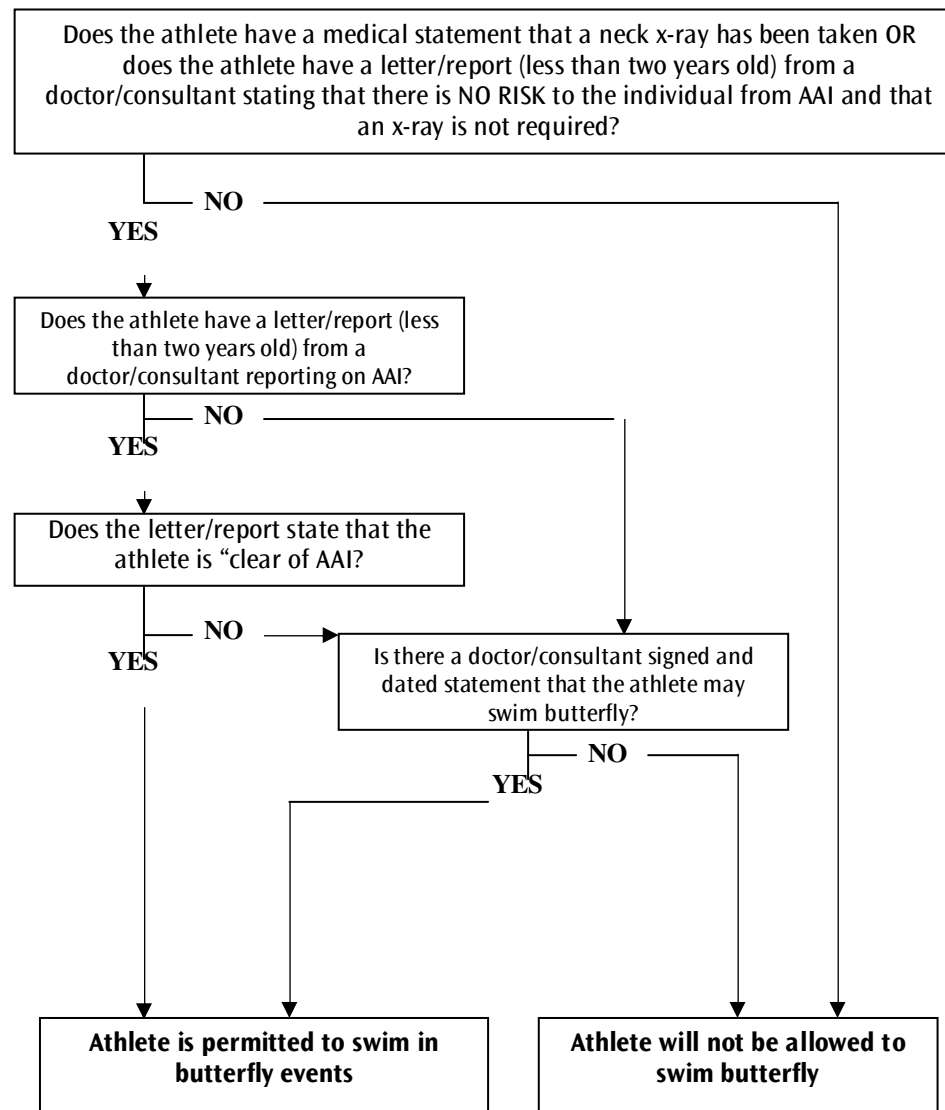 Does the athlete have a medical statement that a neck x-ray has been taken OR
does the athlete have a letter/report (less than two years old) from a
doctor/consultant stating that there is NO RISK to the individual from AAI and that
an x-ray is not required?
NO
YES
Does the athlete have a letter/report (less
than two years old) from a
doctor/consultant reporting on AAI?
NO
YES
Does the letter/report state that the
athlete is “clear of AAI?
NO
YES
Is there a doctor/consultant signed and
dated statement that the athlete may
swim butterfly?
NO
YES
Athlete is permitted to swim in
butterfly events
Athlete will not be allowed to
swim butterfly